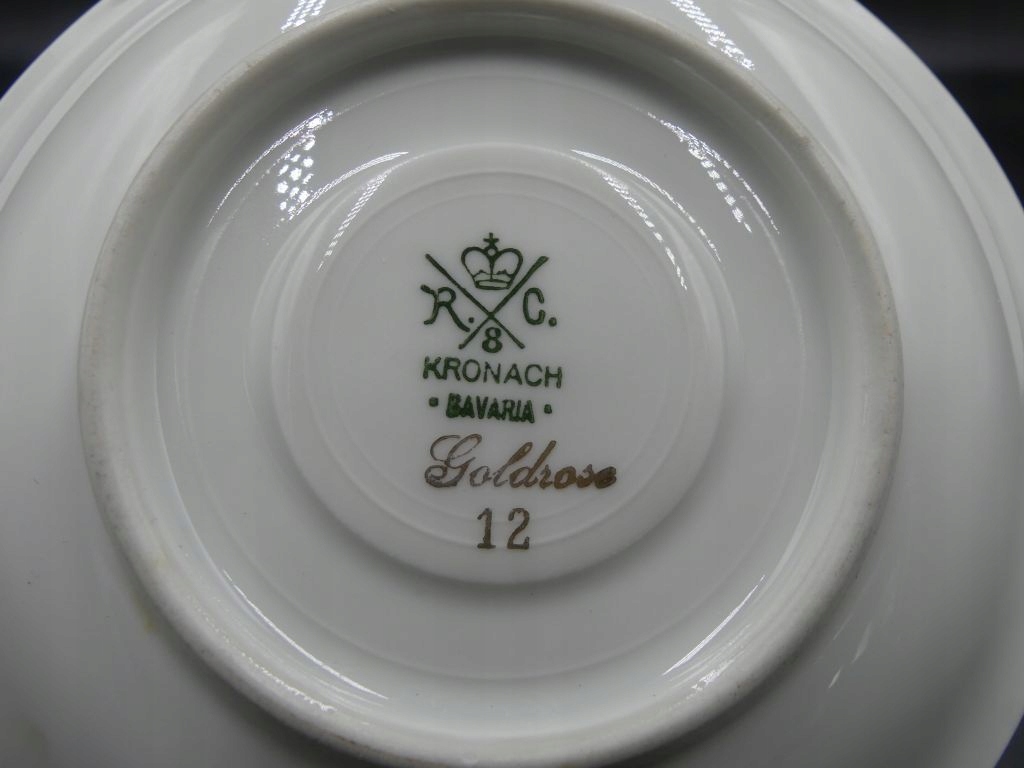 R. C.
8
KRONACH
• BAVARIA •
Goldrose
12